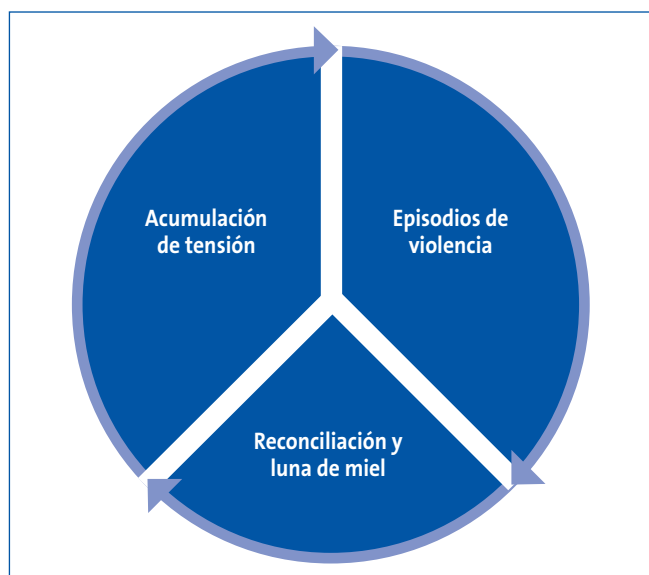 Acumulación
de tensión
Episodios de
violencia
Reconciliación y
luna de miel